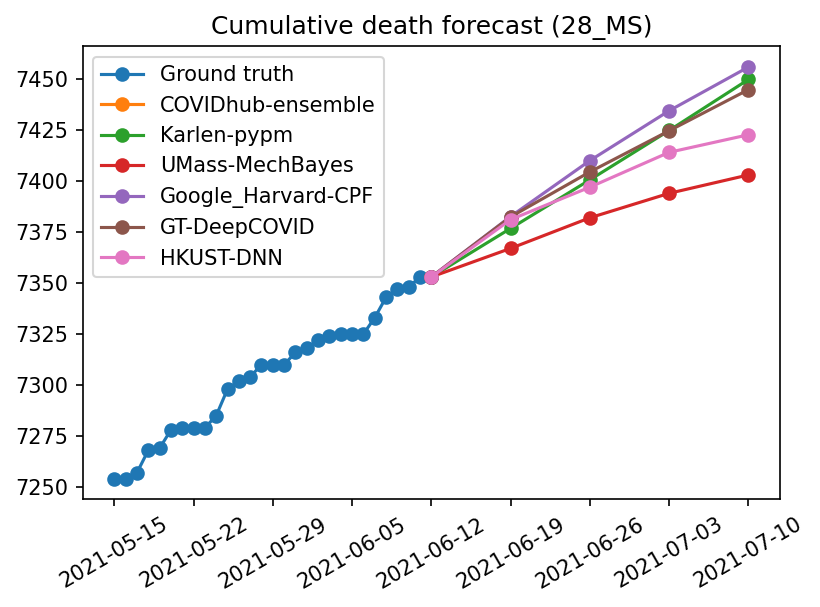 Cumulative death forecast (28_MS)
Ground truth
COVIDhub-ensemble
Karlen-pypm
UMass-MechBayes
Google_Harvard-CPF
GT-DeepCOVID
HKUST-DNN
7450
7425
7400
7375
7350
7325
7300
7275
7250
2021-05-15
2021-05-22
2021-05-29
2021-06-05
2021-06-12
2021-06-19
2021-06-26
2021-07-03
2021-07-10